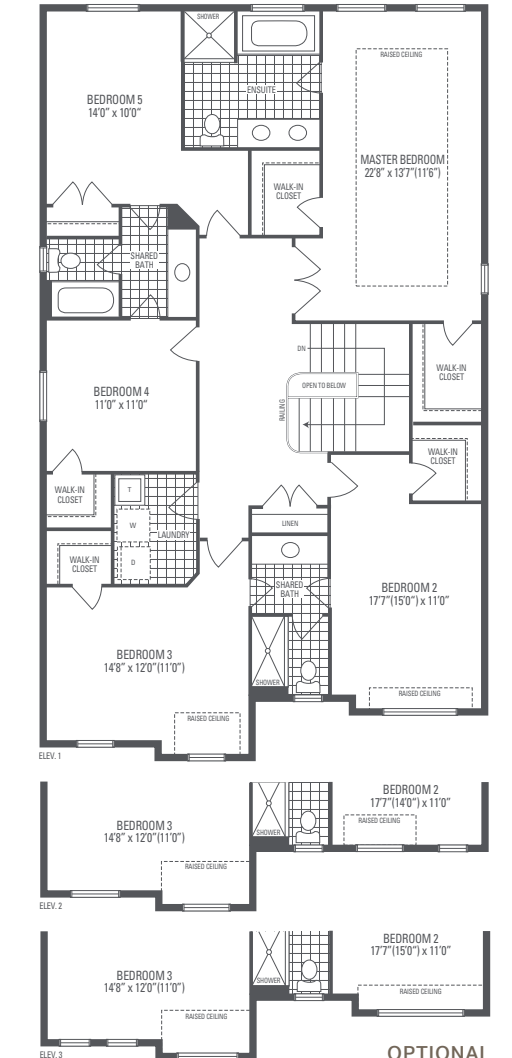 SHOWER
RAISED CEILING
ENSUITE
BEDROOM 5
14'0" x 10'0"
MASTER BEDROOM
22'8" x 13'7"(11'6")
WALK-IN
CLOSET
SHARED
BATH
DN
WALK-IN
CLOSET
OPEN TO BELOW
RAILING
BEDROOM 4
11'0" x 11'0"
WALK-IN
CLOSET
WALK-IN
CLOSET
T
W
LAUNDRY
D
LINEN
WALK-IN
CLOSET
SHARED
BATH
BEDROOM 2
17'7"(15'0") x 11'0"
BEDROOM 3
14'8" x 12'0"(11'0")
SHOWER
RAISED CEILING
RAISED CEILING
ELEV. 1
BEDROOM 2
17'7"(14'0") x 11'0"
RAISED CEILING
BEDROOM 3
14'8" x 12'0"(11'0")
SHOWER
RAISED CEILING
ELEV. 2
BEDROOM 2
17'7"(15'0") x 11'0"
BEDROOM 3
14'8" x 12'0"(11'0")
SHOWER
RAISED CEILING
RAISED CEILING
ELEV. 3
OPTIONAL